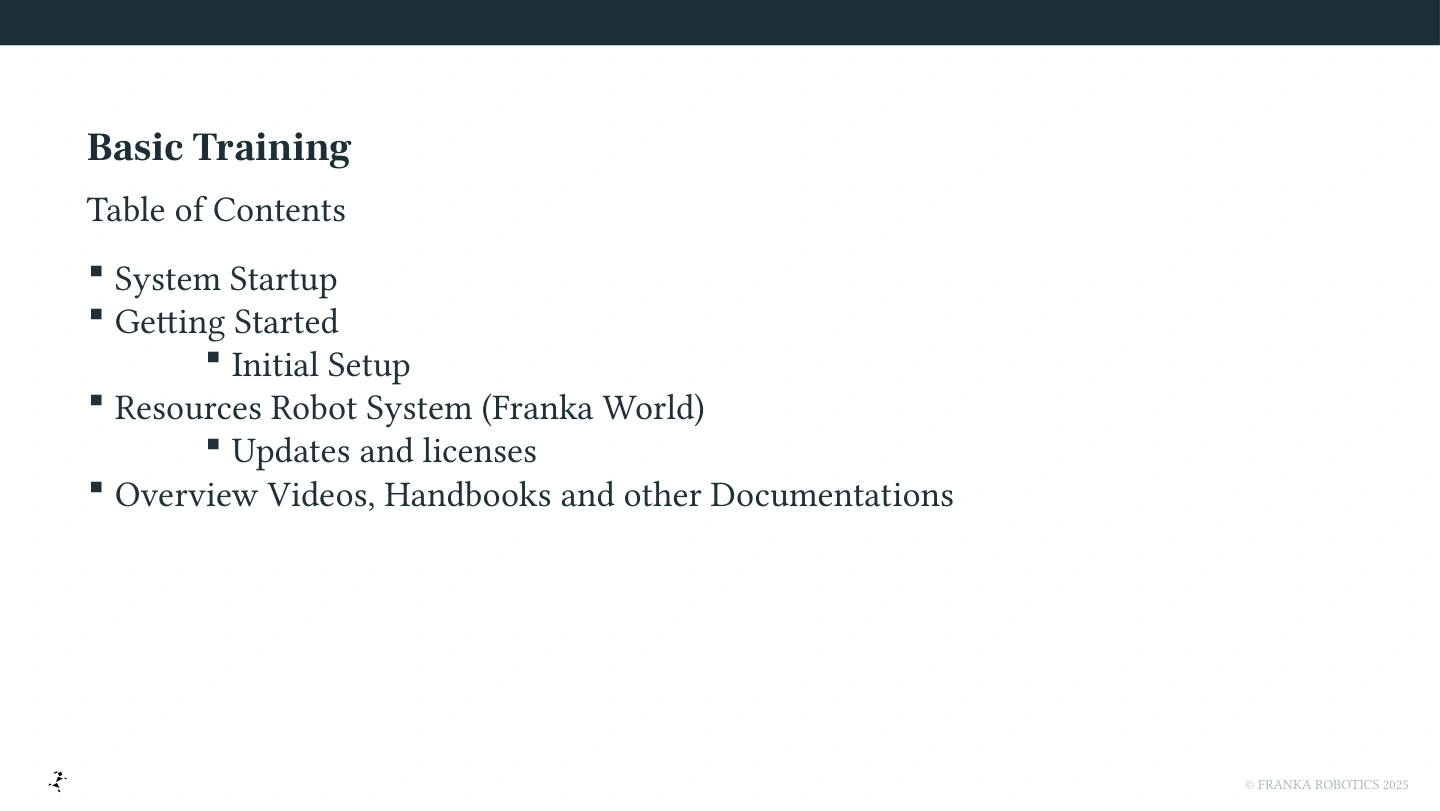 Basic Training
Table of Contents
▪ System Startup
▪ Getting Started
▪ Initial Setup
▪ Resources Robot System (Franka World)
▪ Updates and licenses
▪ Overview Videos, Handbooks and other Documentations
© FRANKA ROBOTICS 2025